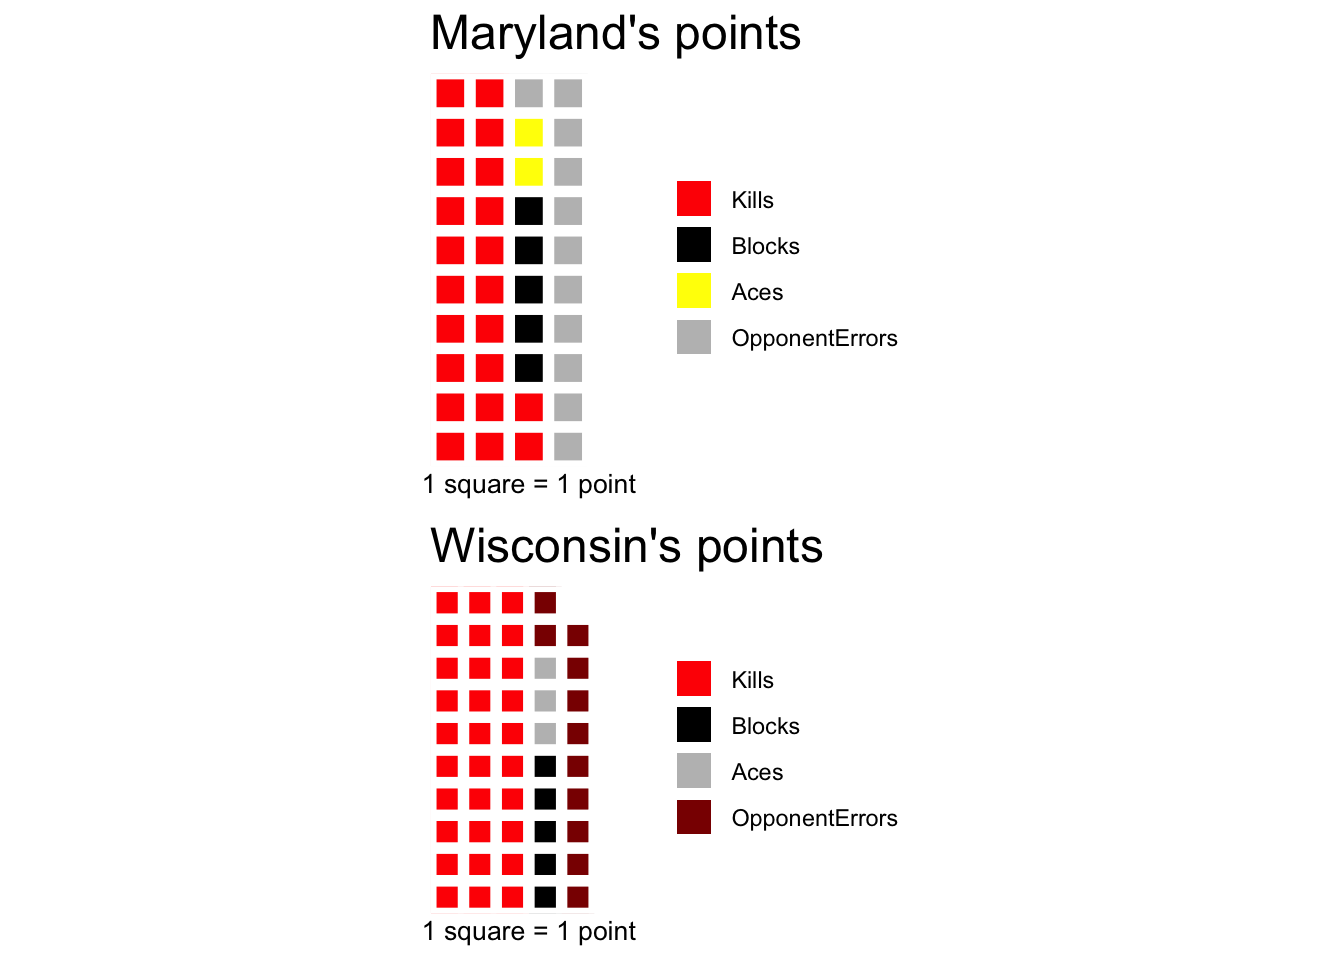 Maryland's points
Kills
Blocks
Aces
OpponentErrors
1 square = 1 point
Wisconsin's points
Kills
Blocks
Aces
OpponentErrors
1 square = 1 point